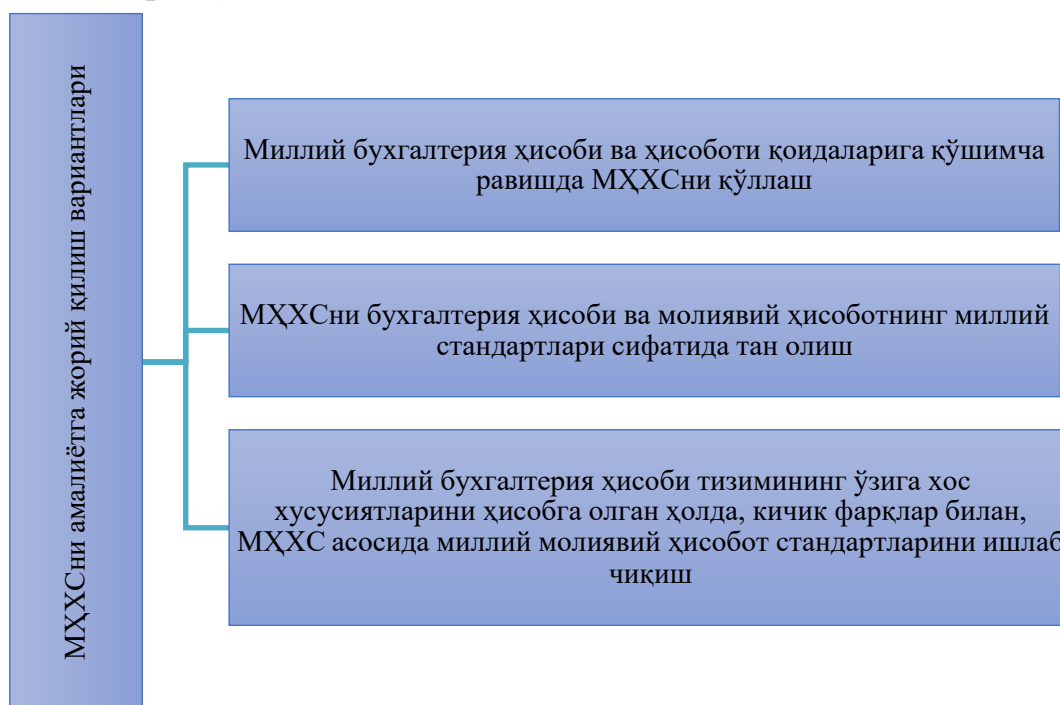 МҲХСни амалиётга жорий қилиш вариантлари
Миллий бухгалтерия ҳисоби ва ҳисоботи қоидаларига қўшимча
равишда МҲХСни қўллаш
МҲХСни бухгалтерия ҳисоби ва молиявий ҳисоботнинг миллий
стандартлари сифатида тан олиш
Миллий бухгалтерия ҳисоби тизимининг ўзига хос
хусусиятларини ҳисобга олган ҳолда, кичик фарқлар билан,
МҲХС асосида миллий молиявий ҳисобот стандартларини ишлаб
чиқиш